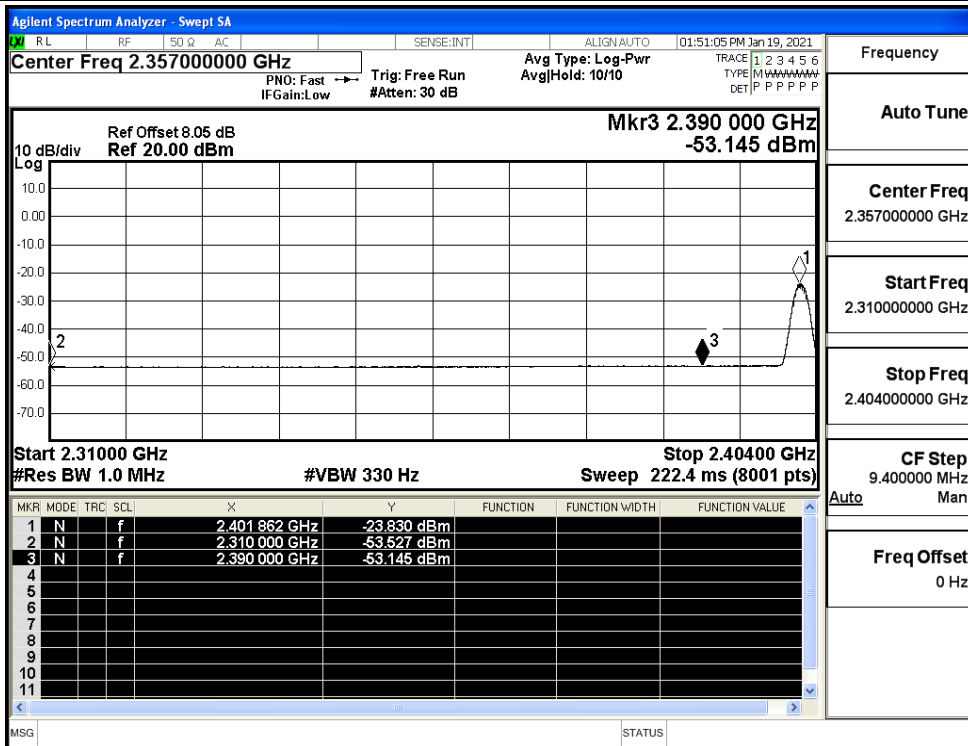 Agilent Spectrum Analyzer - Swept SA
LXI RL RF 50 Ω AC SENSE:INT ALIGN AUTO 01:51:05 PM Jan 19, 2021
Center Freq 2.357000000 GHz
PNO: Fast
IFGain:Low
Trig: Free Run
#Atten: 30 dB
Avg Type: Log-Pwr
Avg|Hold: 10/10
TRACE 1 2 3 4 5 6
TYPE M W W W W W
DET P P P P P P
Mkr3 2.390 000 GHz
-53.145 dBm
Ref Offset 8.05 dB
10 dB/div Ref 20.00 dBm
Log
10.0
0.00
-10.0
-20.0
-30.0
-40.0
-50.0
-60.0
-70.0
1
2
3
Start 2.31000 GHz Stop 2.40400 GHz
#Res BW 1.0 MHz #VBW 330 Hz Sweep 222.4 ms (8001 pts)
MKR MODE TRC SCL X Y FUNCTION FUNCTION WIDTH FUNCTION VALUE
1 N f 2.401 862 GHz -23.830 dBm
2 N f 2.310 000 GHz -53.527 dBm
3 N f 2.390 000 GHz -53.145 dBm
4
5
6
7
8
9
10
11
MSG STATUS
Frequency
Auto Tune
Center Freq
2.357000000 GHz
Start Freq
2.310000000 GHz
Stop Freq
2.404000000 GHz
CF Step
9.400000 MHz
Auto Man
Freq Offset
0 Hz